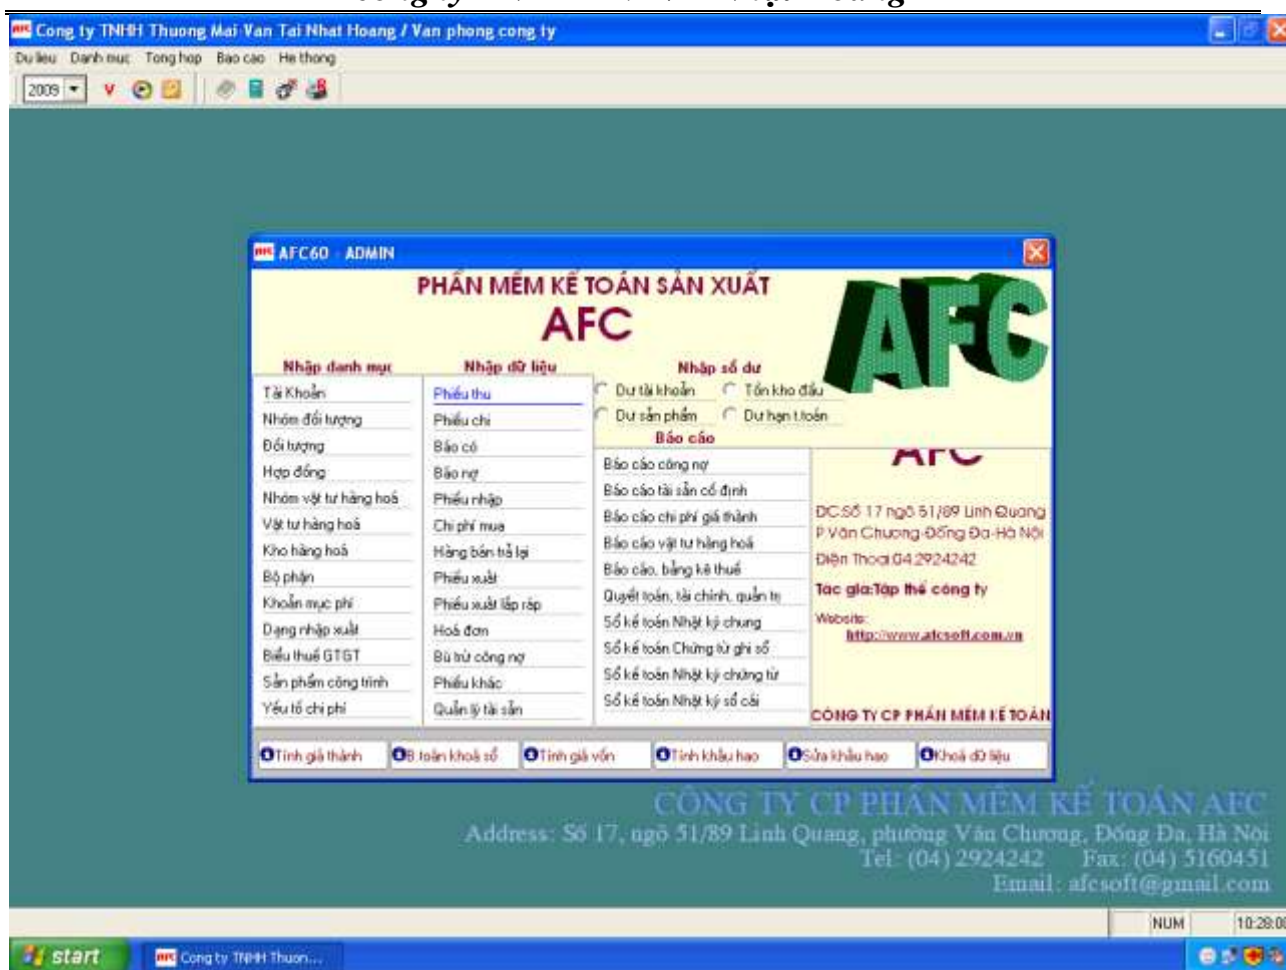 Cong ty TNHH Thuong Mai Van Tai Nhat Hoang / Van phong cong ty
Du lieu Danh muc Tong hop Bao cao He thong
2009
AFC60 - ADMIN
PHẦN MỀM KẾ TOÁN SẢN XUẤT
AFC
AFC
Nhập danh mục
Tài Khoản
Nhóm đối tượng
Đối tượng
Hợp đồng
Nhóm vật tư hàng hoá
Vật tư hàng hoá
Kho hàng hoá
Bộ phận
Khoản mục phí
Dạng nhập xuất
Biểu thuế GTGT
Sản phẩm công trình
Yếu tố chi phí
Nhập dữ liệu
Phiếu thu
Phiếu chi
Báo có
Báo nợ
Phiếu nhập
Chi phí mua
Hàng bán trả lại
Phiếu xuất
Phiếu xuất lắp ráp
Hoá đơn
Bù trừ công nợ
Phiếu khác
Quản lý tài sản
Nhập số dư
Dư tài khoản Tồn kho đầu
Dư sản phẩm Dư hạn t.toán
Báo cáo
Báo cáo công nợ
Báo cáo tài sản cố định
Báo cáo chi phí giá thành
Báo cáo vật tư hàng hoá
Báo cáo, bảng kê thuế
Quyết toán, tài chính, quản trị
Sổ kế toán Nhật ký chung
Sổ kế toán Chứng từ ghi sổ
Sổ kế toán Nhật ký chứng từ
Sổ kế toán Nhật ký sổ cái
AFC
ĐC:Số 17 ngõ 51/89 Linh Quang
P.Văn Chương-Đống Đa-Hà Nội
Điện Thoại:04.2924242
Tác giả:Tập thể công ty
Website:
http://www.afcsoft.com.vn
CÔNG TY CP PHẦN MỀM KẾ TOÁN
Tính giá thành B.toán khoá sổ Tính giá vốn Tính khấu hao Sửa khấu hao Khoá dữ liệu
CÔNG TY CP PHẦN MỀM KẾ TOÁN AFC
Address: Số 17, ngõ 51/89 Linh Quang, phường Văn Chương, Đống Đa, Hà Nội
Tel: (04) 2924242 Fax: (04) 5160451
Email: afcsoft@gmail.com
NUM 10:28:0
start Cong ty TNHH Thuon...